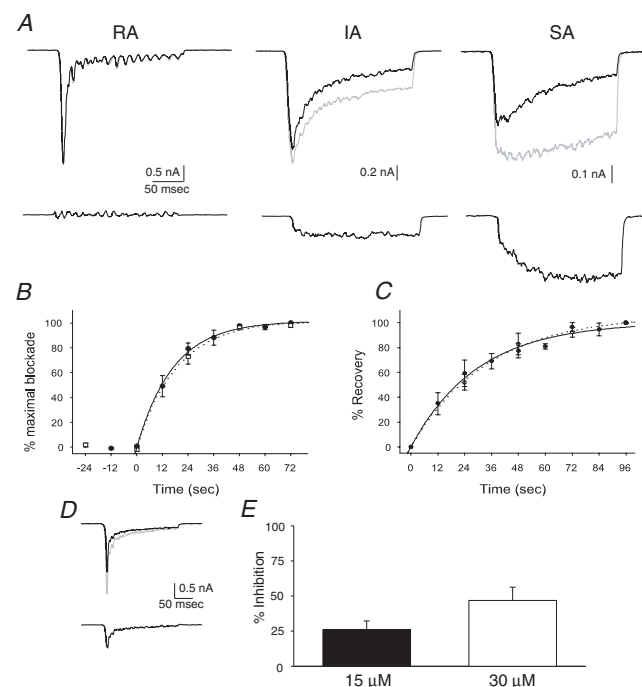 A
RA
IA
SA
0.5 nA
50 msec
0.2 nA
0.1 nA
B
C
% maximal blockade
100
80
60
40
20
0
-24 -12 0 12 24 36 48 60 72
Time (sec)
% Recovery
100
80
60
40
20
0
0 12 24 36 48 60 72 84 96
Time (sec)
D
0.5 nA
50 msec
E
% Inhibition
100
75
50
25
0
15 μM
30 μM